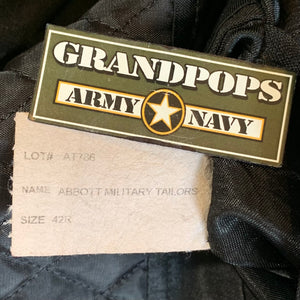 GRANDPOPS
ARMY NAVY
LOT# AT786
NAME ABBOTT MILITARY TAILORS
SIZE 42R